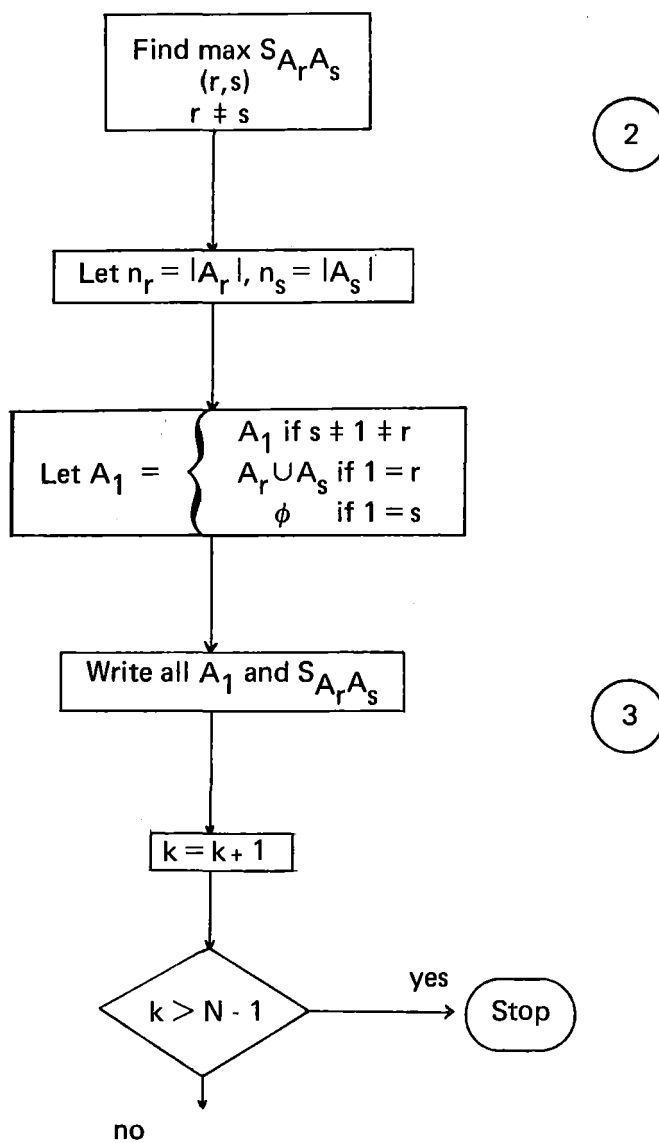 Find max S_{A_r A_s}
(r,s)
r ‡ s
2
Let n_r = |A_r|, n_s = |A_s|
Let A_1 = { A_1 if s ‡ 1 ‡ r
A_r ∪ A_s if 1 = r
ϕ if 1 = s
Write all A_1 and S_{A_r A_s}
3
k = k + 1
k > N - 1
yes
Stop
no